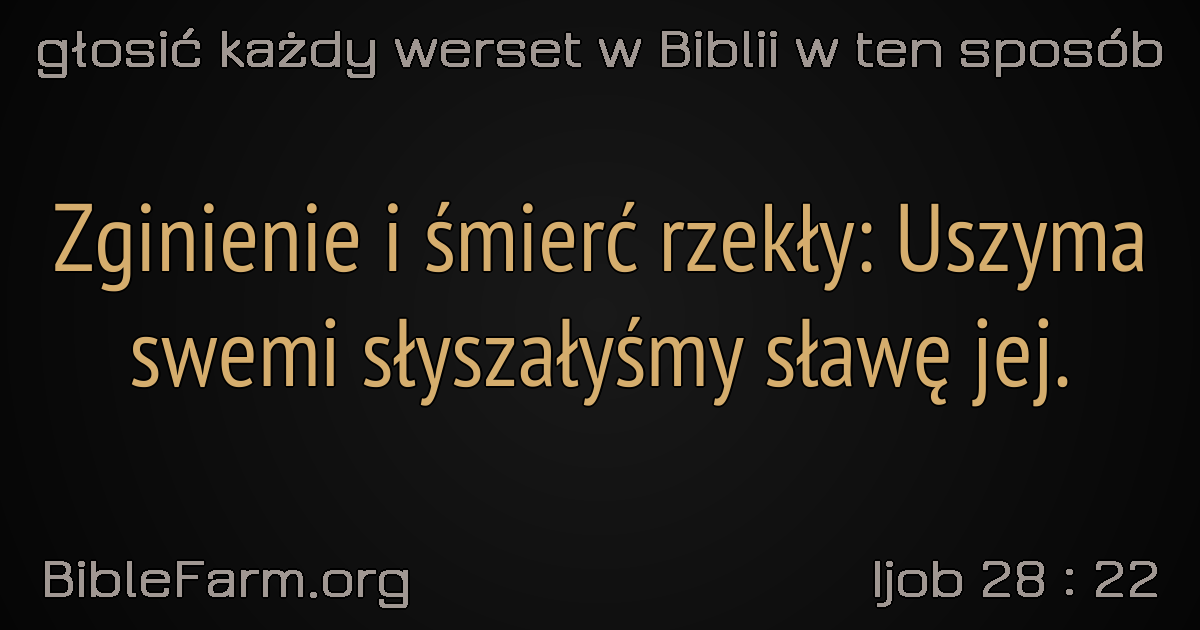 głosić każdy werset w Biblii w ten sposób
Zginienie i śmierć rzekły: Uszyma
swemi słyszałyśmy sławę jej.
BibleFarm.org
Ijob 28 : 22